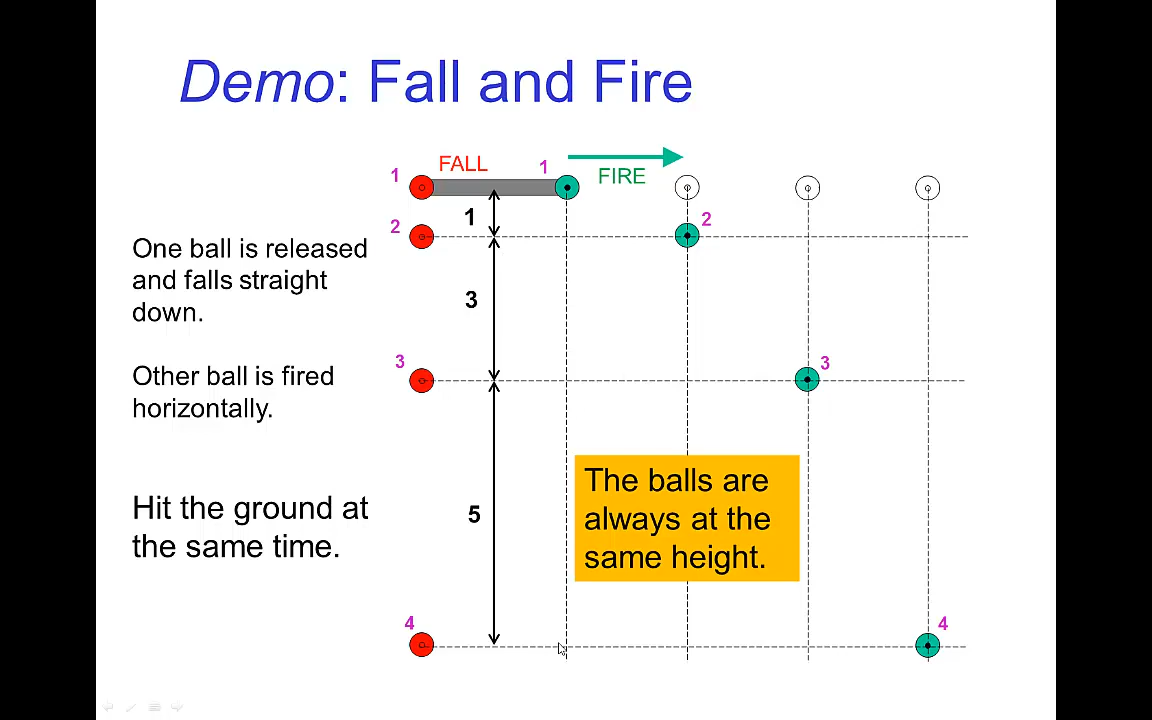 Demo: Fall and Fire
1
FALL
1
FIRE
1
2
2
One ball is released
and falls straight
down.
3
3
3
Other ball is fired
horizontally.
The balls are
always at the
same height.
Hit the ground at
the same time.
5
4
4